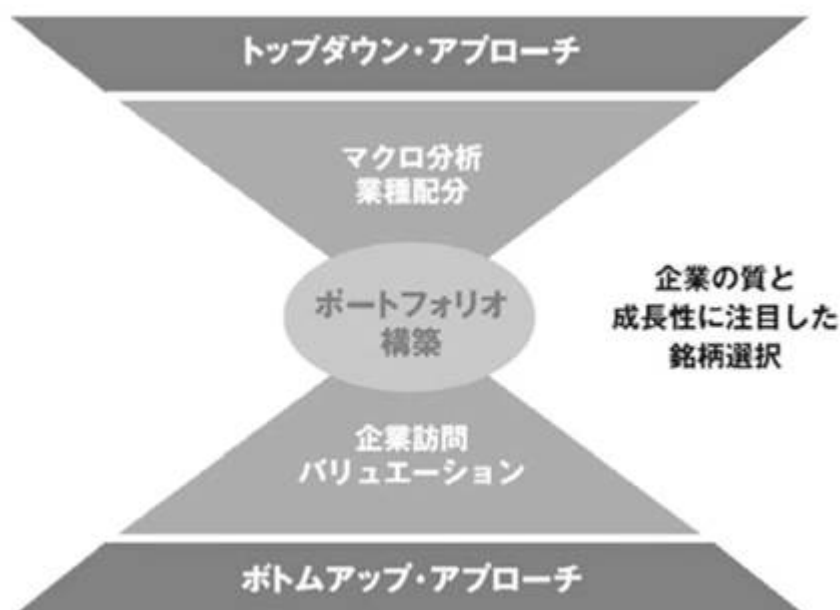 トップダウン・アプローチ
マクロ分析
業種配分
ポートフォリオ
構築
企業の質と
成長性に注目した
銘柄選択
企業訪問
バリュエーション
ボトムアップ・アプローチ